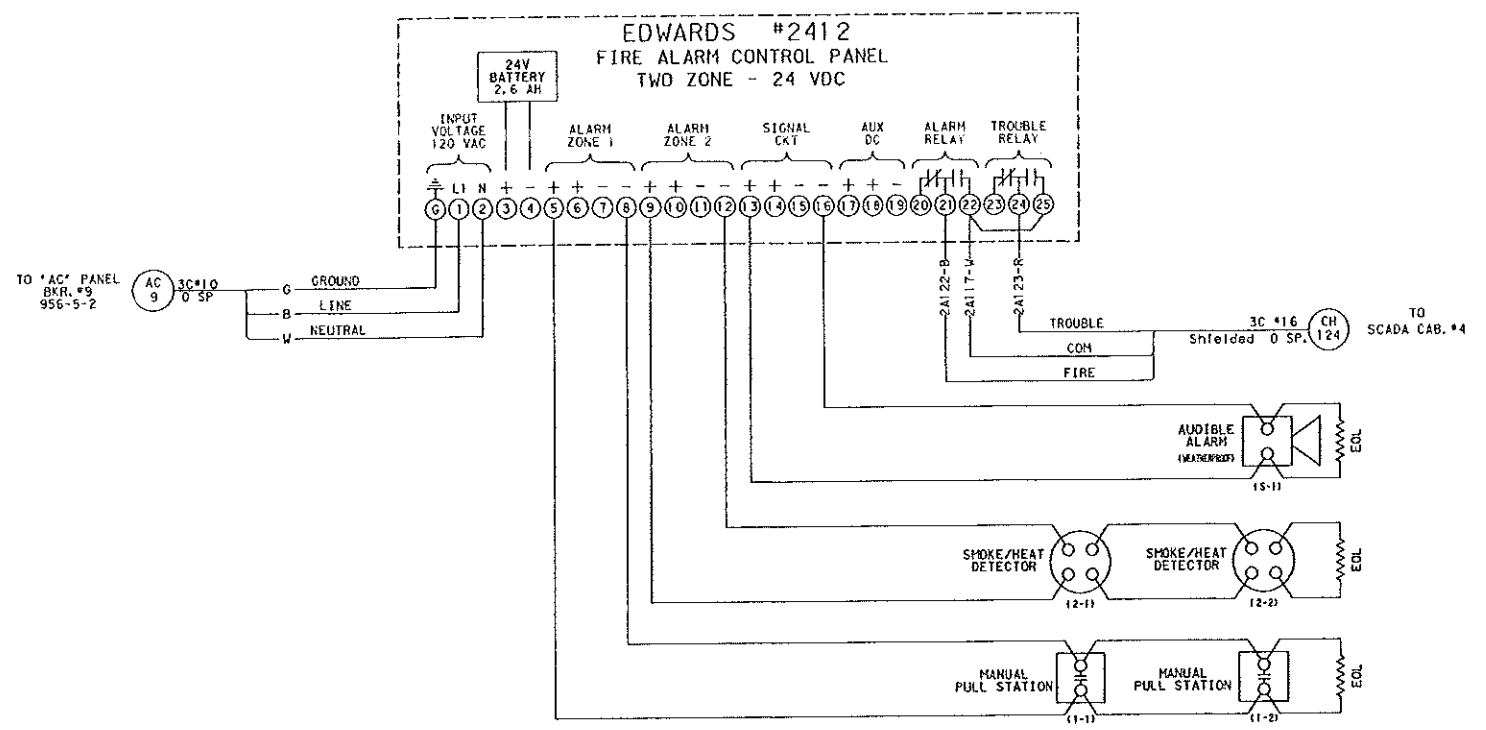 EDWARDS #2412
FIRE ALARM CONTROL PANEL
TWO ZONE - 24 VDC
24V
BATTERY
2,6 AH
INPUT
VOLTAGE
120 VAC
ALARM
ZONE 1
ALARM
ZONE 2
SIGNAL
CKT
AUX
DC
ALARM
RELAY
TROUBLE
RELAY
L1 N + - + + - - + + - - + + - - + + -
G 1 2 3 4 5 6 7 8 9 10 11 12 13 14 15 16 17 18 19 20 21 22 23 24 25
TO "AC" PANEL
BKR. #9
956-5-2
AC
9
3C#10
0 SP
G GROUND
B LINE
W NEUTRAL
2A122-B
2A117-W
2A123-R
TROUBLE
COM
FIRE
3C #16
Shielded 0 SP.
CH
124
TO
SCADA CAB. #4
AUDIBLE
ALARM
(WEATHERPROOF)
(S-1)
EOL
SMOKE/HEAT
DETECTOR
(2-1)
SMOKE/HEAT
DETECTOR
(2-2)
EOL
MANUAL
PULL STATION
(1-1)
MANUAL
PULL STATION
(1-2)
EOL